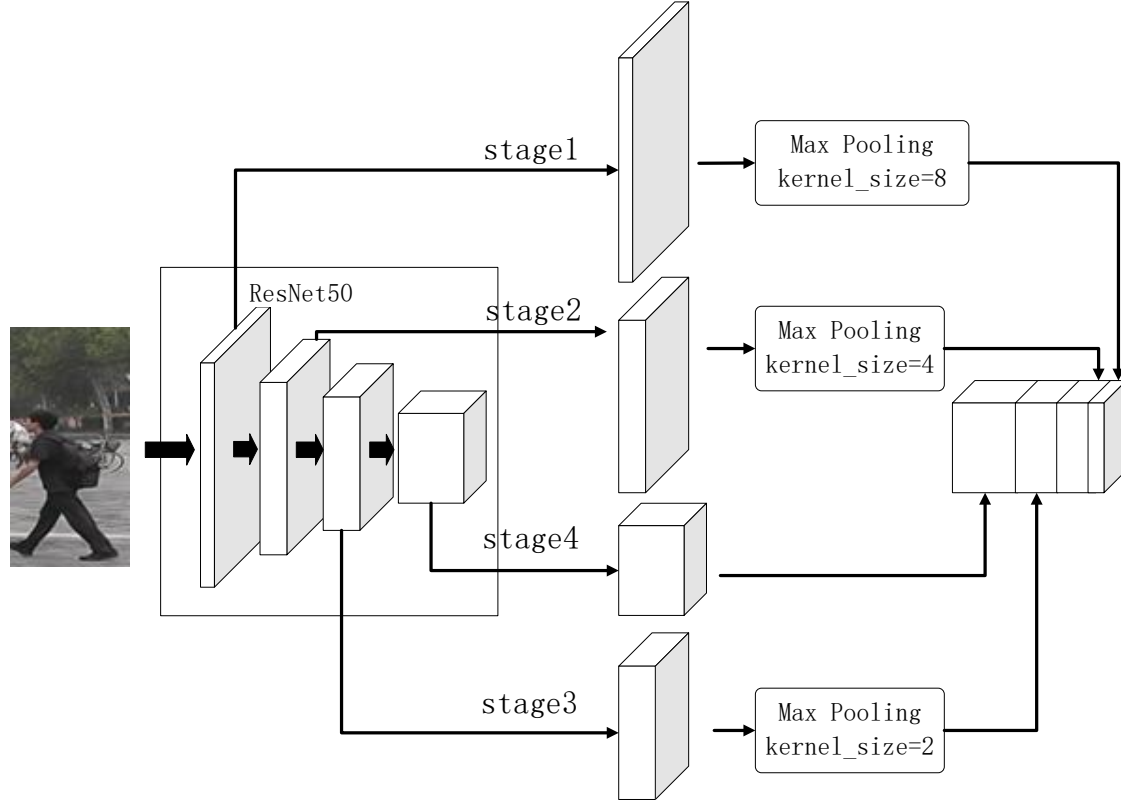 stage1
Max Pooling
kernel_size=8
ResNet50
stage2
Max Pooling
kernel_size=4
stage4
stage3
Max Pooling
kernel_size=2